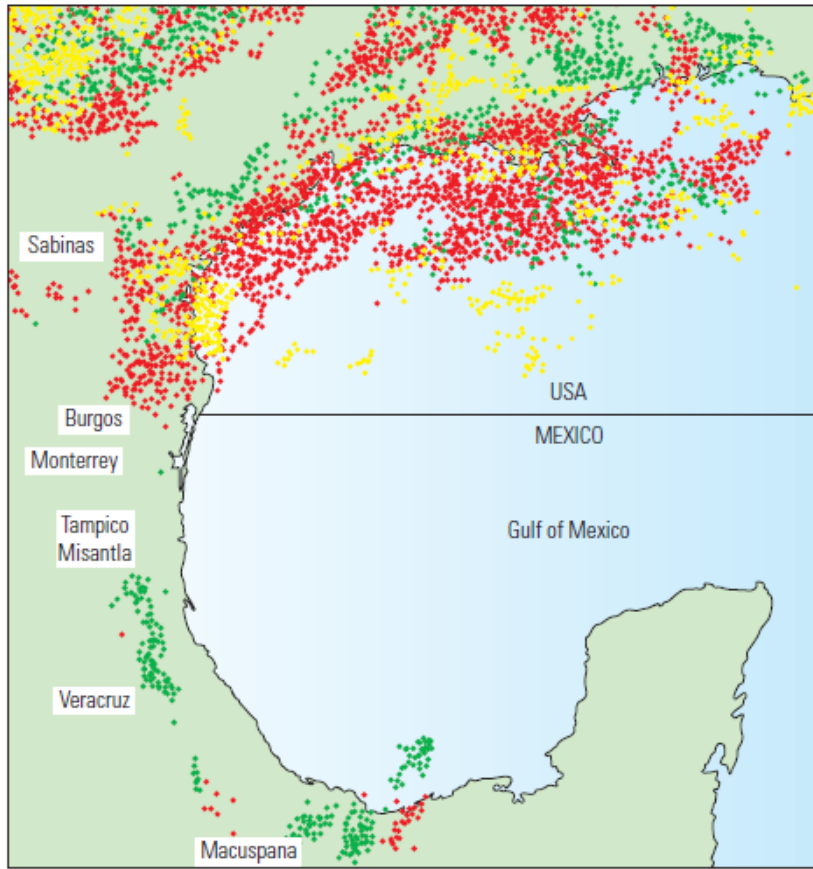 Sabinas
USA
Burgos
MEXICO
Monterrey
Tampico
Misantla
Gulf of Mexico
Veracruz
Macuspana